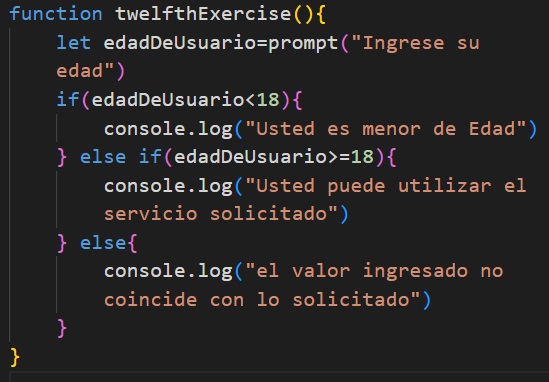 function twelfthExercise(){
let edadDeUsuario=prompt("Ingrese su
edad")
if(edadDeUsuario<18){
console.log("Usted es menor de Edad")
} else if(edadDeUsuario>=18){
console.log("Usted puede utilizar el
servicio solicitado")
} else{
console.log("el valor ingresado no
coincide con lo solicitado")
}
}